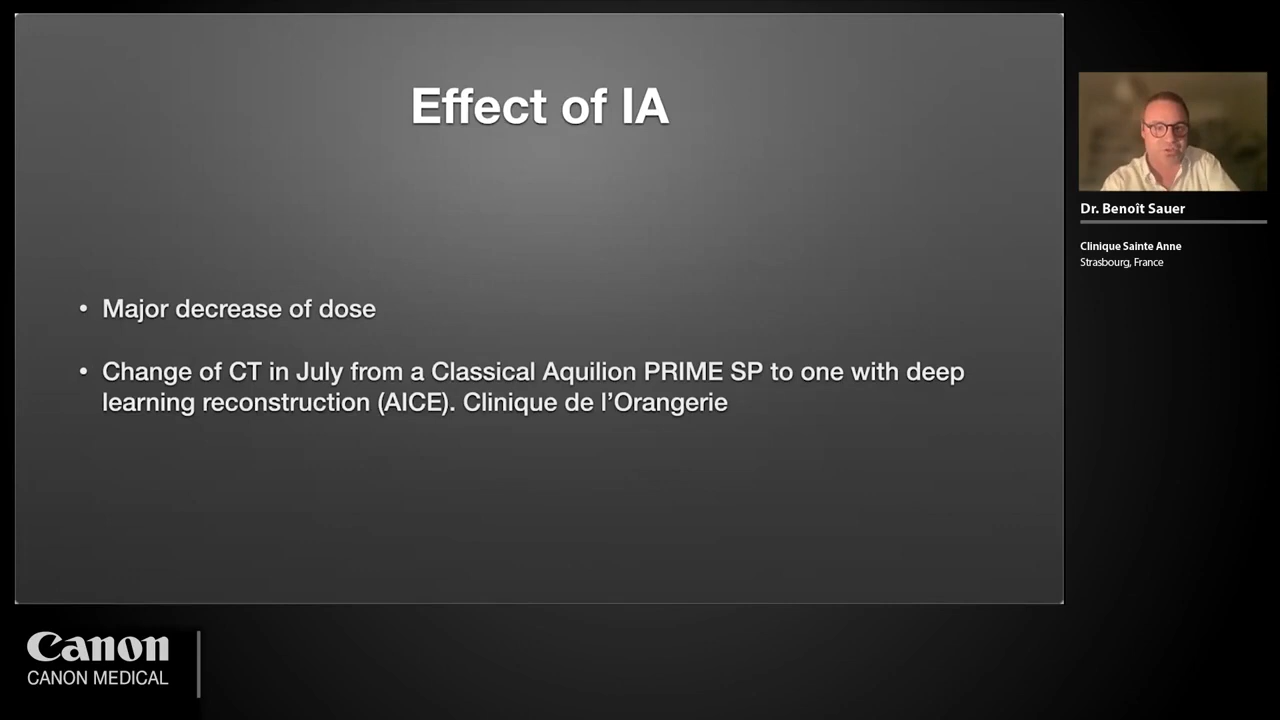 Effect of IA
• Major decrease of dose
• Change of CT in July from a Classical Aquilion PRIME SP to one with deep
learning reconstruction (AICE). Clinique de l’Orangerie
Dr. Benoît Sauer
Clinique Sainte Anne
Strasbourg, France
Canon
CANON MEDICAL